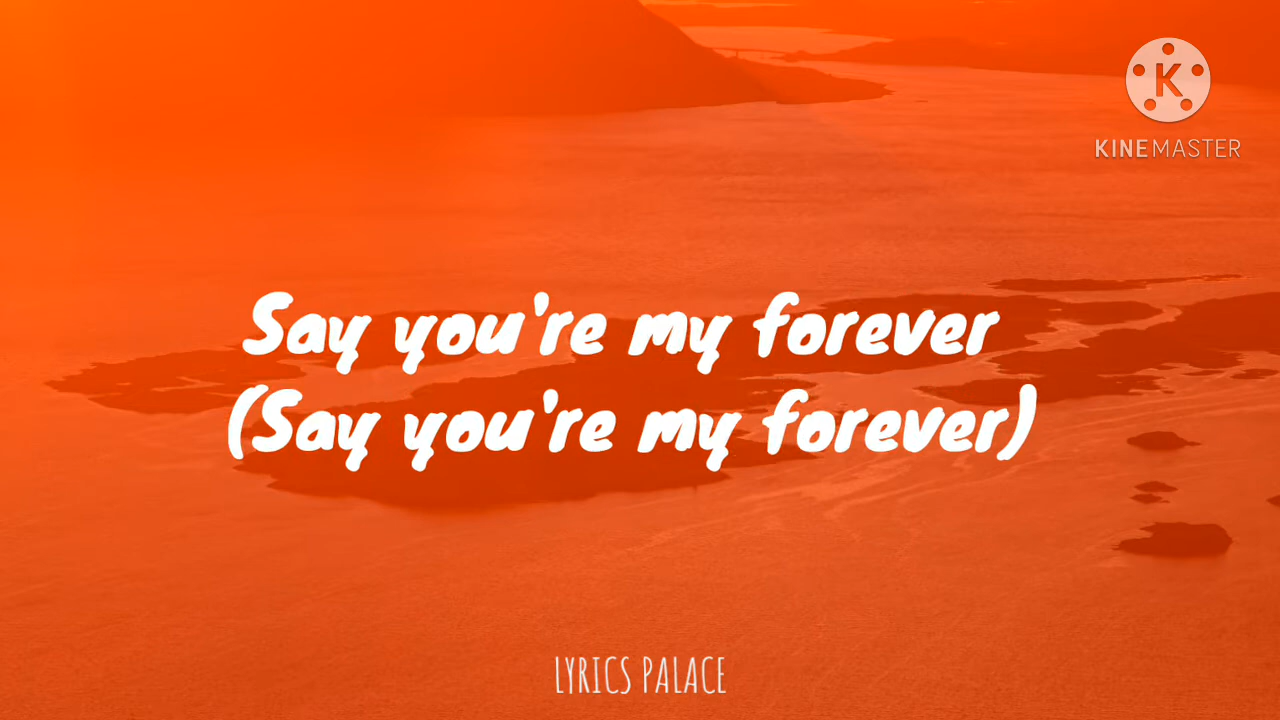 K
KINEMASTER
Say you're my forever
(Say you're my forever)
LYRICS PALACE